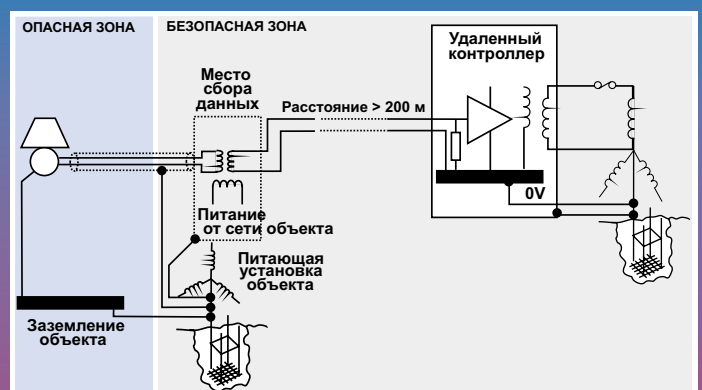 ОПАСНАЯ ЗОНА
БЕЗОПАСНАЯ ЗОНА
Удаленный
контроллер
Место
сбора
данных
Расстояние > 200 м
0V
Питание
от сети объекта
Питающая
установка
объекта
Заземление
объекта